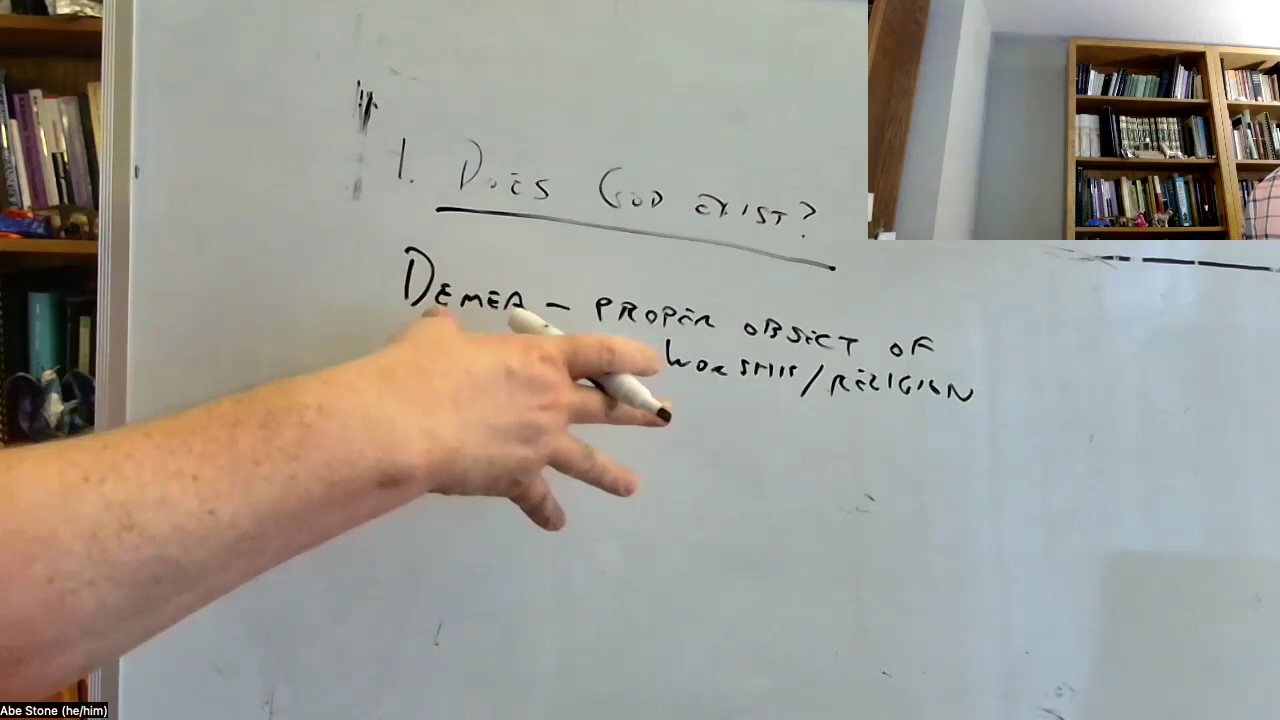 1. DOES GOD EXIST?
DEMEA – PROPER OBJECT OF
WORSHIP/RELIGION
Abe Stone (he/him)